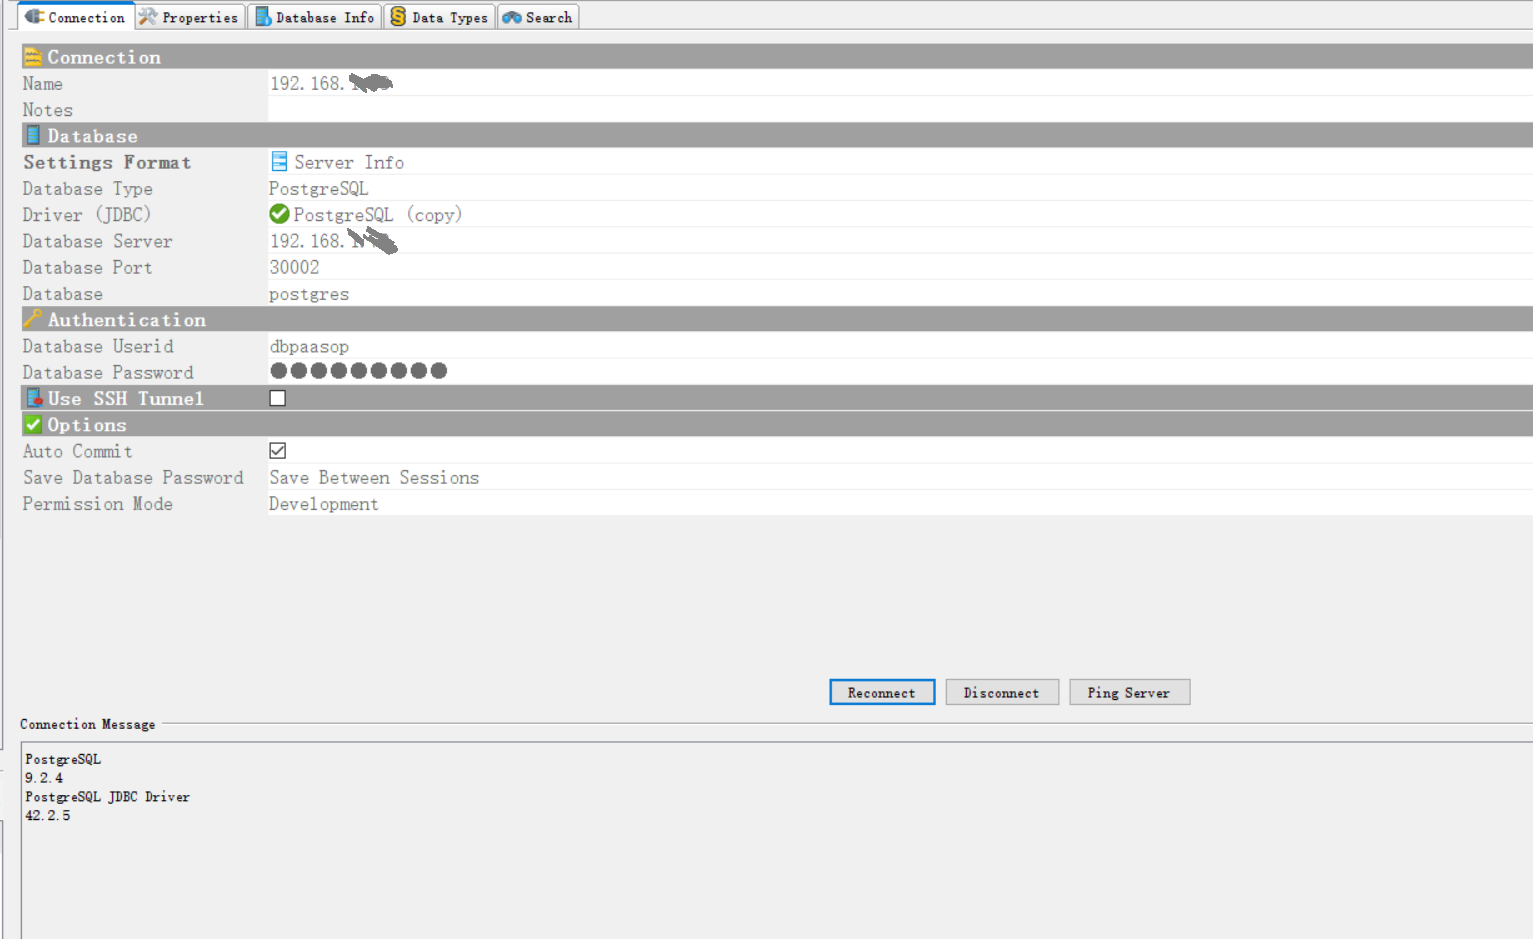 Connection Properties Database Info Data Types Search
Connection
Name 192.168.
Notes
Database
Settings Format Server Info
Database Type PostgreSQL
Driver (JDBC) PostgreSQL (copy)
Database Server 192.168.
Database Port 30002
Database postgres
Authentication
Database Userid dbpaasop
Database Password ●●●●●●●●●
Use SSH Tunnel
Options
Auto Commit
Save Database Password Save Between Sessions
Permission Mode Development
Reconnect Disconnect Ping Server
Connection Message
PostgreSQL
9.2.4
PostgreSQL JDBC Driver
42.2.5